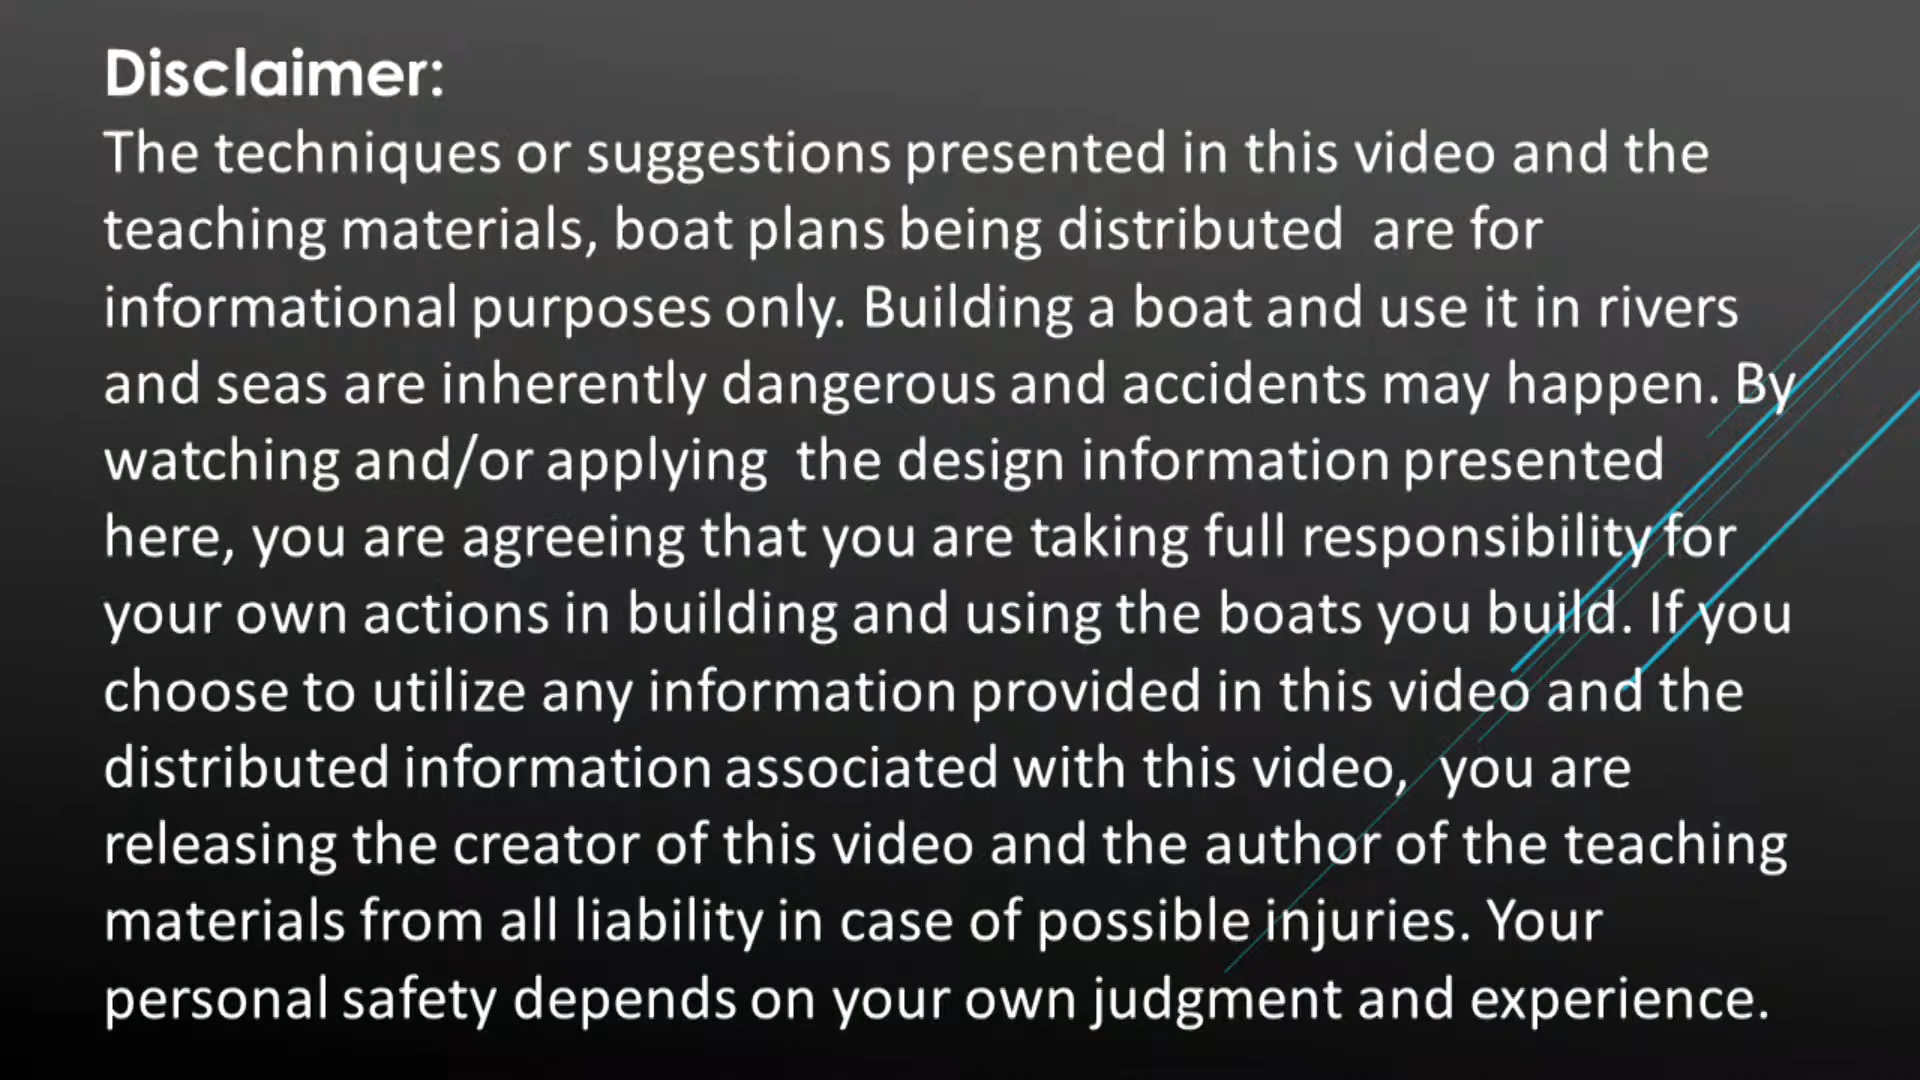 Disclaimer:
The techniques or suggestions presented in this video and the
teaching materials, boat plans being distributed  are for
informational purposes only. Building a boat and use it in rivers
and seas are inherently dangerous and accidents may happen. By
watching and/or applying  the design information presented
here, you are agreeing that you are taking full responsibility for
your own actions in building and using the boats you build. If you
choose to utilize any information provided in this video and the
distributed information associated with this video,  you are
releasing the creator of this video and the author of the teaching
materials from all liability in case of possible injuries. Your
personal safety depends on your own judgment and experience.